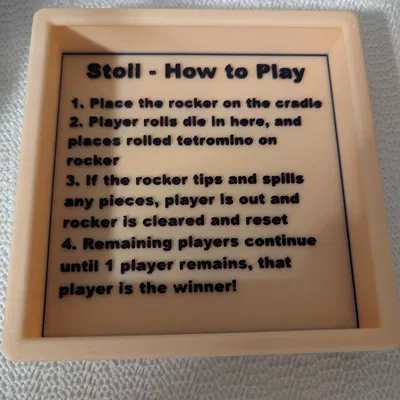 Stoll - How to Play
1. Place the rocker on the cradle
2. Player rolls die in here, and
places rolled tetromino on
rocker
3. If the rocker tips and spills
any pieces, player is out and
rocker is cleared and reset
4. Remaining players continue
until 1 player remains, that
player is the winner!